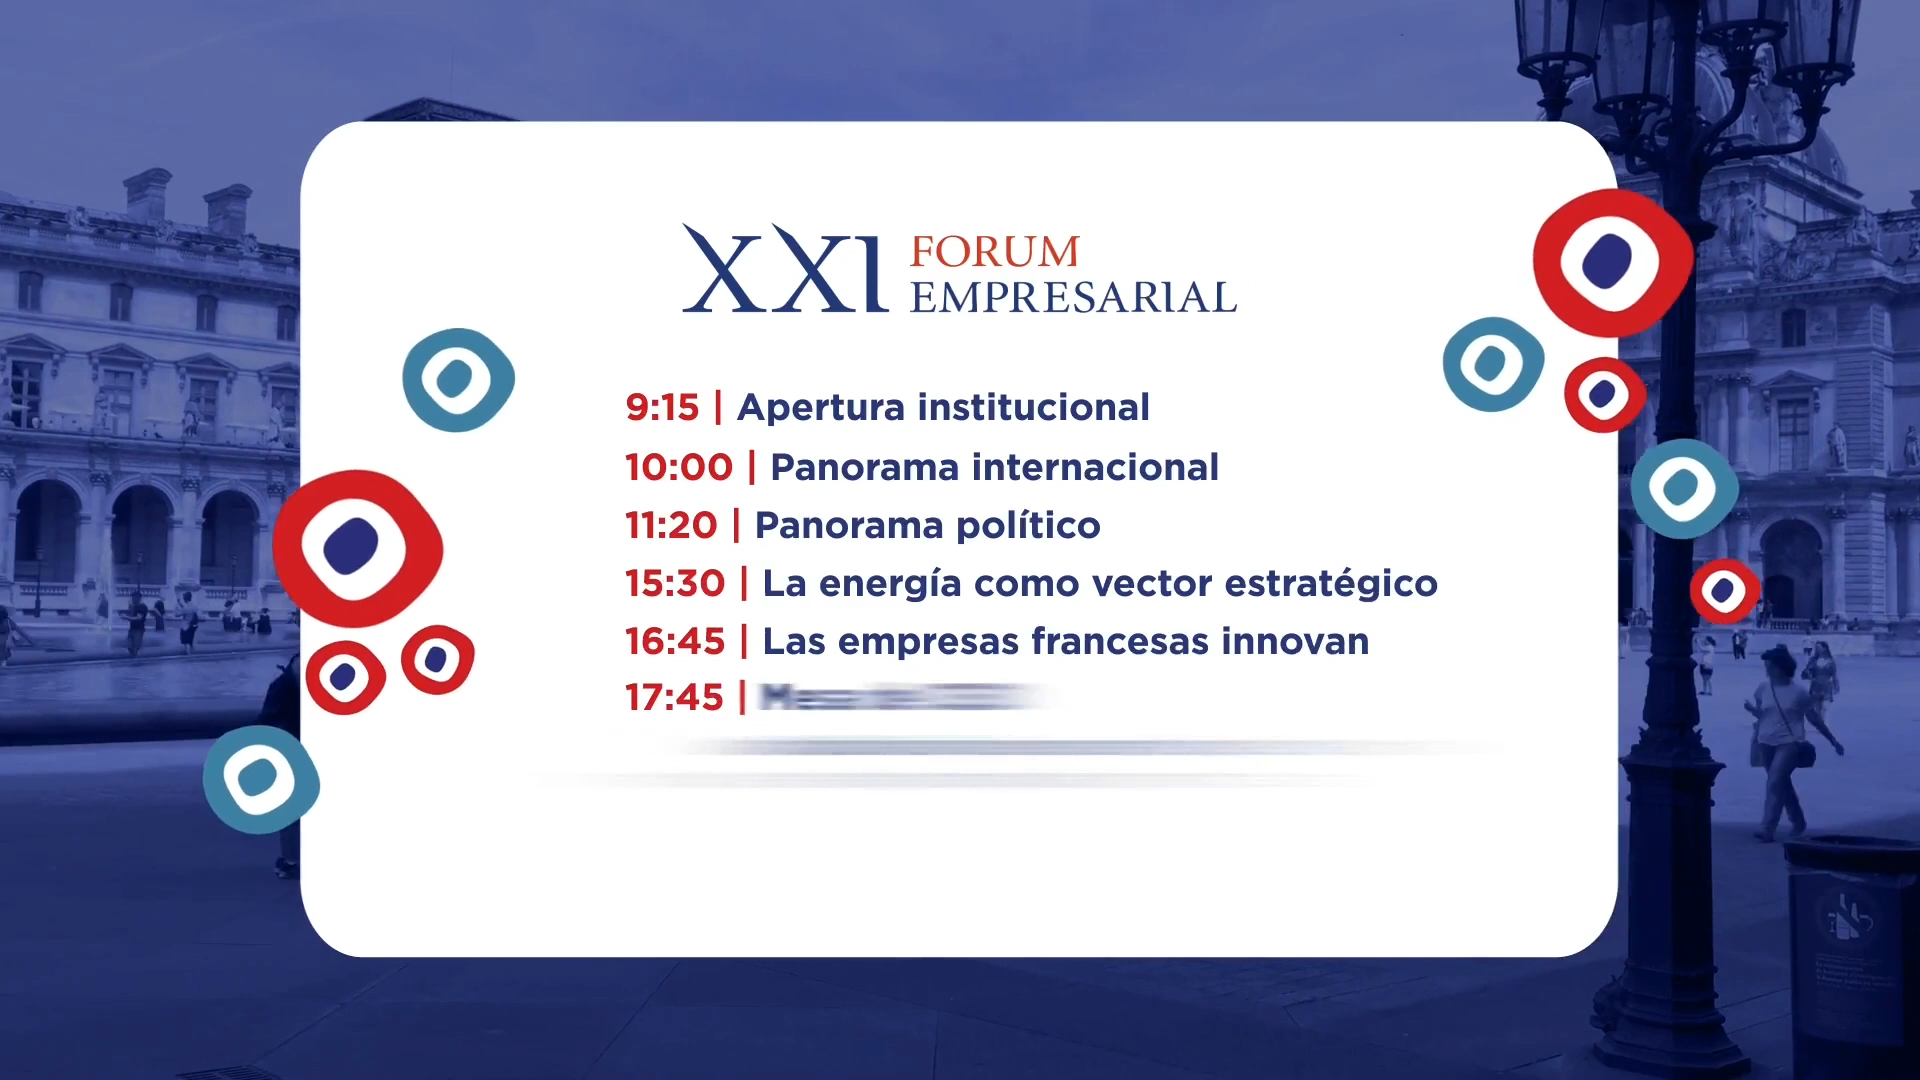 XXI FORUM
EMPRESARIAL
9:15 | Apertura institucional
10:00 | Panorama internacional
11:20 | Panorama político
15:30 | La energía como vector estratégico
16:45 | Las empresas francesas innovan
17:45 |